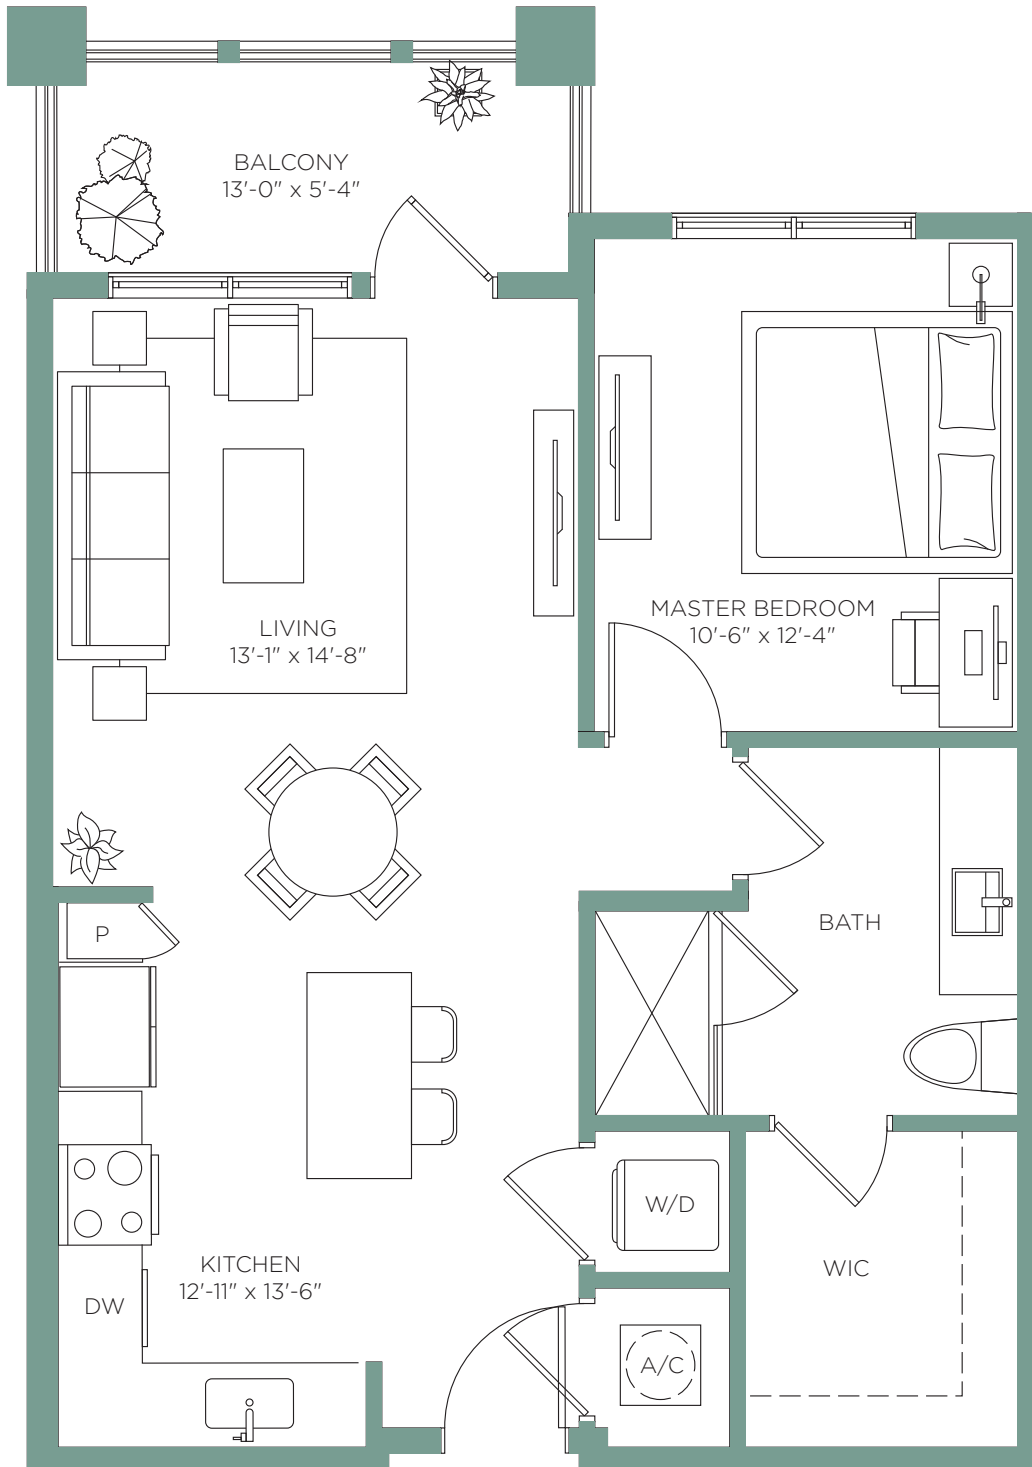 BALCONY
13'-0" x 5'-4"
LIVING
13'-1" x 14'-8"
MASTER BEDROOM
10'-6" x 12'-4"
P
BATH
W/D
KITCHEN
12'-11" x 13'-6"
WIC
DW
A/C